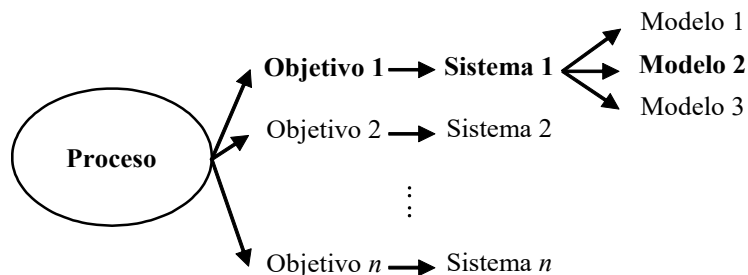 Modelo 1
Objetivo 1 Sistema 1 Modelo 2
Modelo 3
Objetivo 2 Sistema 2
Proceso
Objetivo n Sistema n